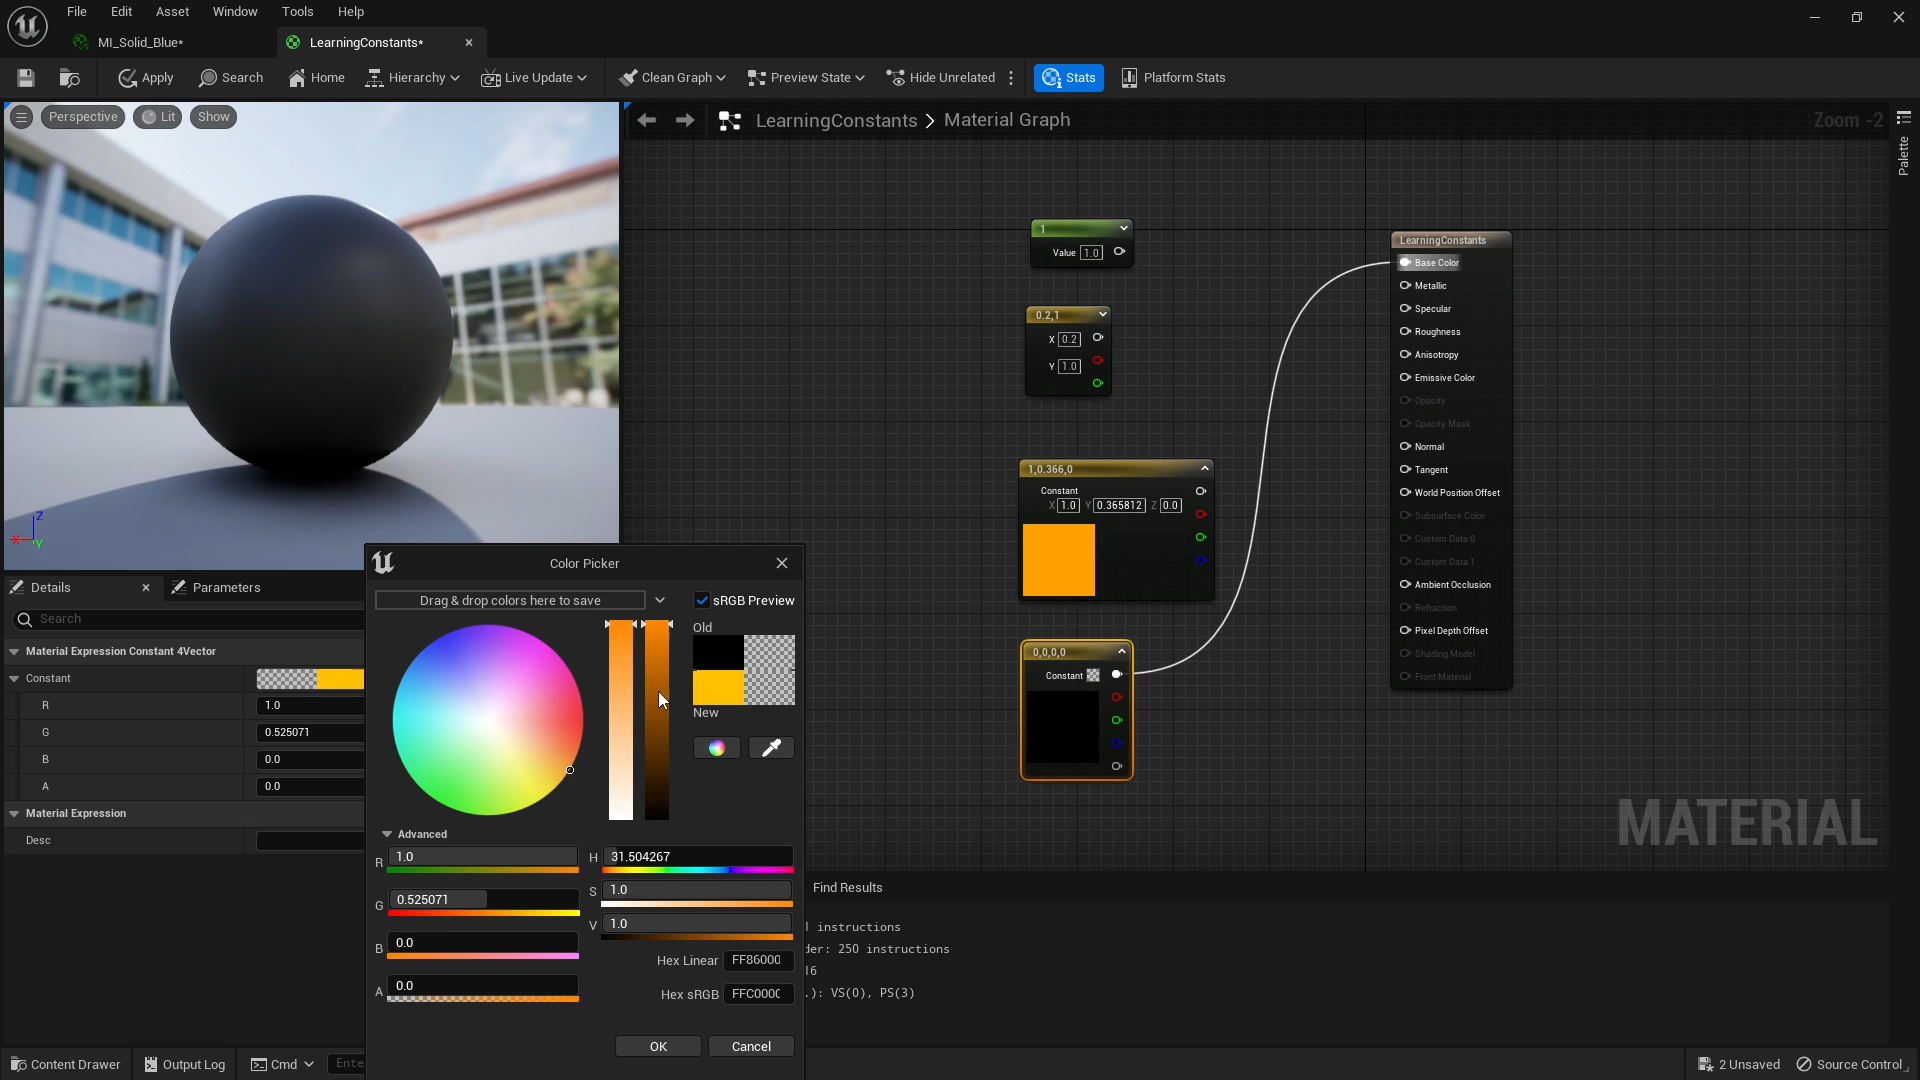 File Edit Asset Window Tools Help
MI_Solid_Blue*
LearningConstants*
Apply Search Home Hierarchy Live Update Clean Graph Preview State Hide Unrelated Stats Platform Stats
Perspective Lit Show
LearningConstants > Material Graph
Zoom -2
Palette
1
Value 1.0
0.2,1
X 0.2
Y 1.0
1,0.366,0
Constant
X 1.0 Y 0.365812 Z 0.0
0,0,0,0
Constant
LearningConstants
Base Color
Metallic
Specular
Roughness
Anisotropy
Emissive Color
Opacity
Opacity Mask
Normal
Tangent
World Position Offset
Subsurface Color
Custom Data 0
Custom Data 1
Ambient Occlusion
Refraction
Pixel Depth Offset
Shading Model
Front Material
MATERIAL
Z
X
Y
Details
Parameters
Search
Material Expression Constant 4Vector
Constant
R 1.0
G 0.525071
B 0.0
A 0.0
Material Expression
Desc
Color Picker
Drag & drop colors here to save
sRGB Preview
Old
New
Advanced
R 1.0
G 0.525071
B 0.0
A 0.0
H 31.504267
S 1.0
V 1.0
Hex Linear FF86000
Hex sRGB FFC0000
OK Cancel
Find Results
instructions
der: 250 instructions
16
.): VS(0), PS(3)
Content Drawer Output Log Cmd Ente
2 Unsaved Source Control